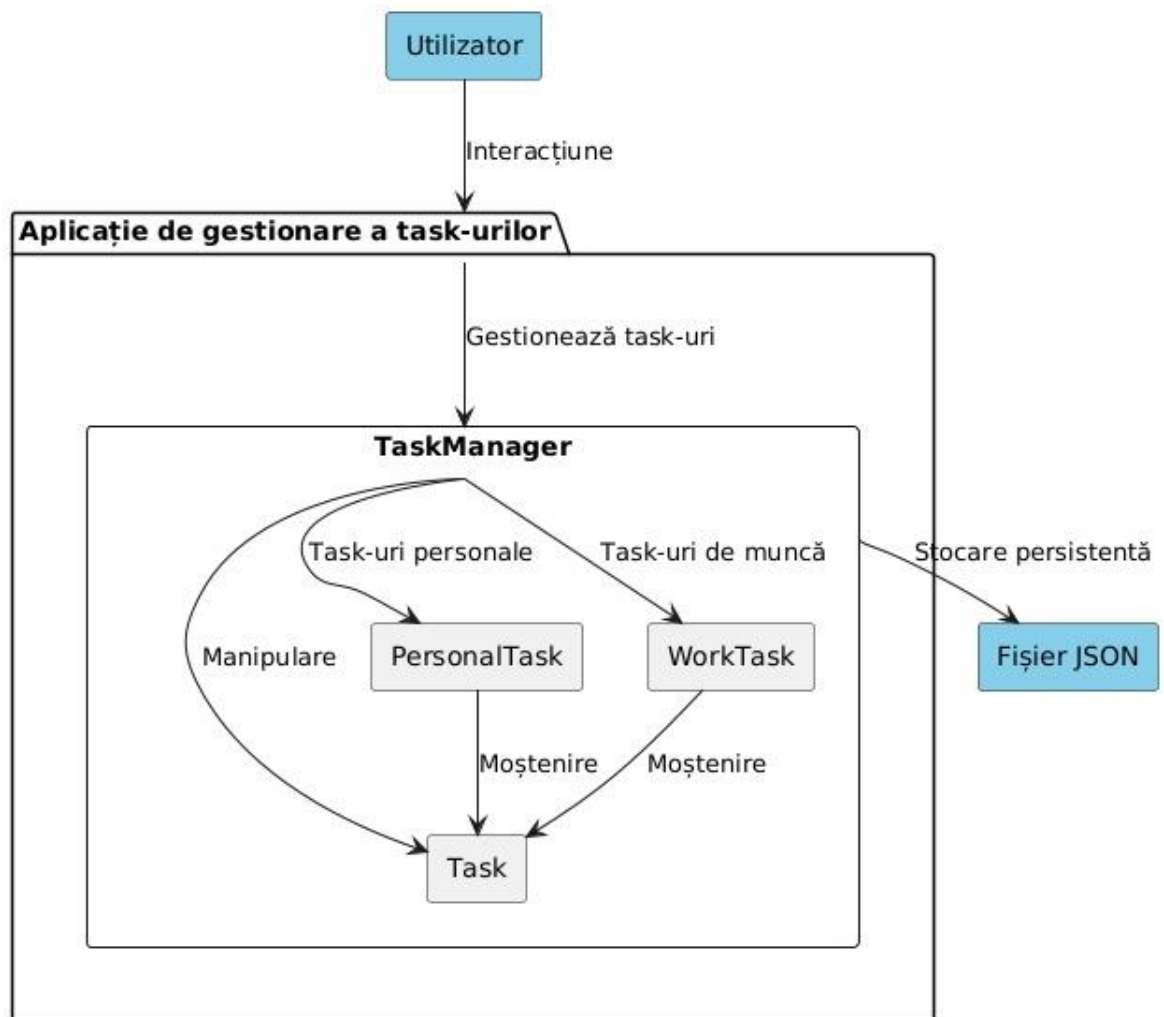 Utilizator
Interacțiune
Aplicație de gestionare a task-urilor
Gestionează task-uri
TaskManager
Task-uri personale
Task-uri de muncă
Stocare persistentă
Manipulare
PersonalTask
WorkTask
Fișier JSON
Moștenire
Moștenire
Task